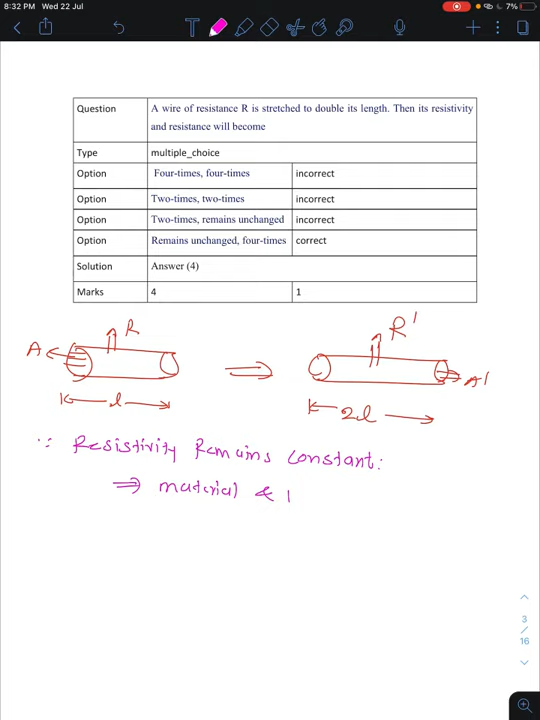 8:32 PM Wed 22 Jul
7%
Question
A wire of resistance R is stretched to double its length. Then its resistivity
and resistance will become
Type multiple_choice
Option Four-times, four-times incorrect
Option Two-times, two-times incorrect
Option Two-times, remains unchanged incorrect
Option Remains unchanged, four-times correct
Solution Answer (4)
Marks 4 1
R
R'
A
A'
l
2l
∵ Resistivity Remains constant:
⇒ material &
3
/
16